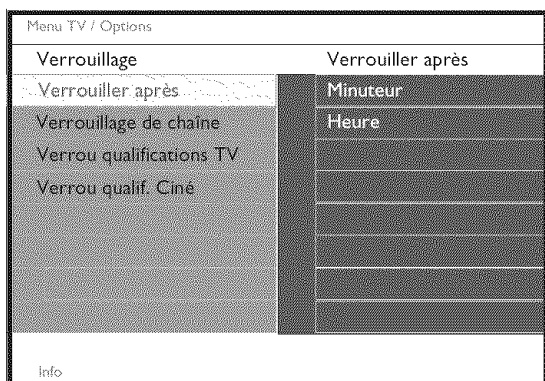 Menu TV / Options
Verrouillage
Verrouiller après
Verrouiller après
Minuteur
Verrouillage de chaîne
Heure
Verrou qualifications TV
Verrou qualif. Ciné
Info